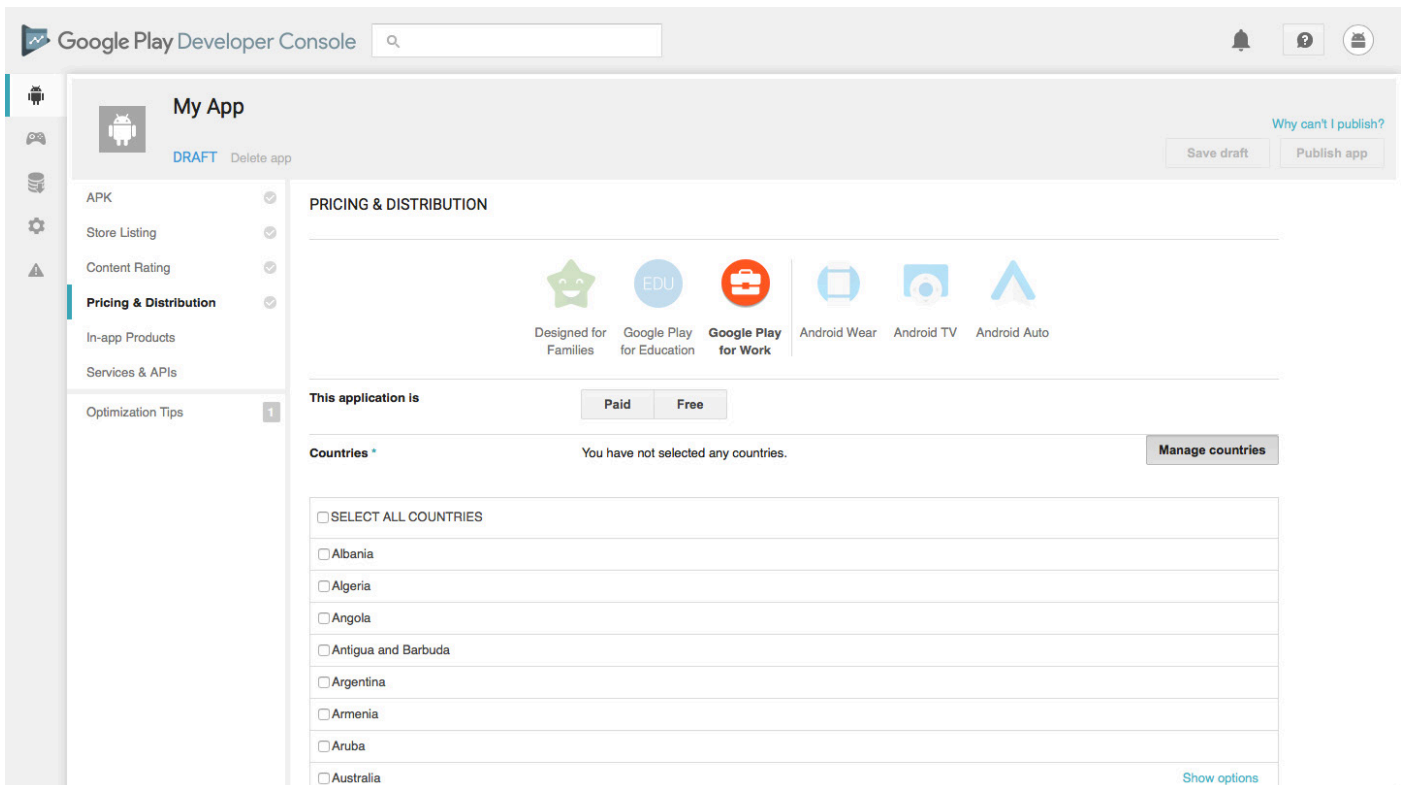 Google Play Developer Console
My App
Why can't I publish?
DRAFT Delete app
Save draft Publish app
APK
Store Listing
Content Rating
Pricing & Distribution
In-app Products
Services & APIs
Optimization Tips 1
PRICING & DISTRIBUTION
EDU
Designed for Families
Google Play for Education
Google Play for Work
Android Wear
Android TV
Android Auto
This application is Paid Free
Countries * You have not selected any countries. Manage countries
SELECT ALL COUNTRIES
Albania
Algeria
Angola
Antigua and Barbuda
Argentina
Armenia
Aruba
Australia Show options